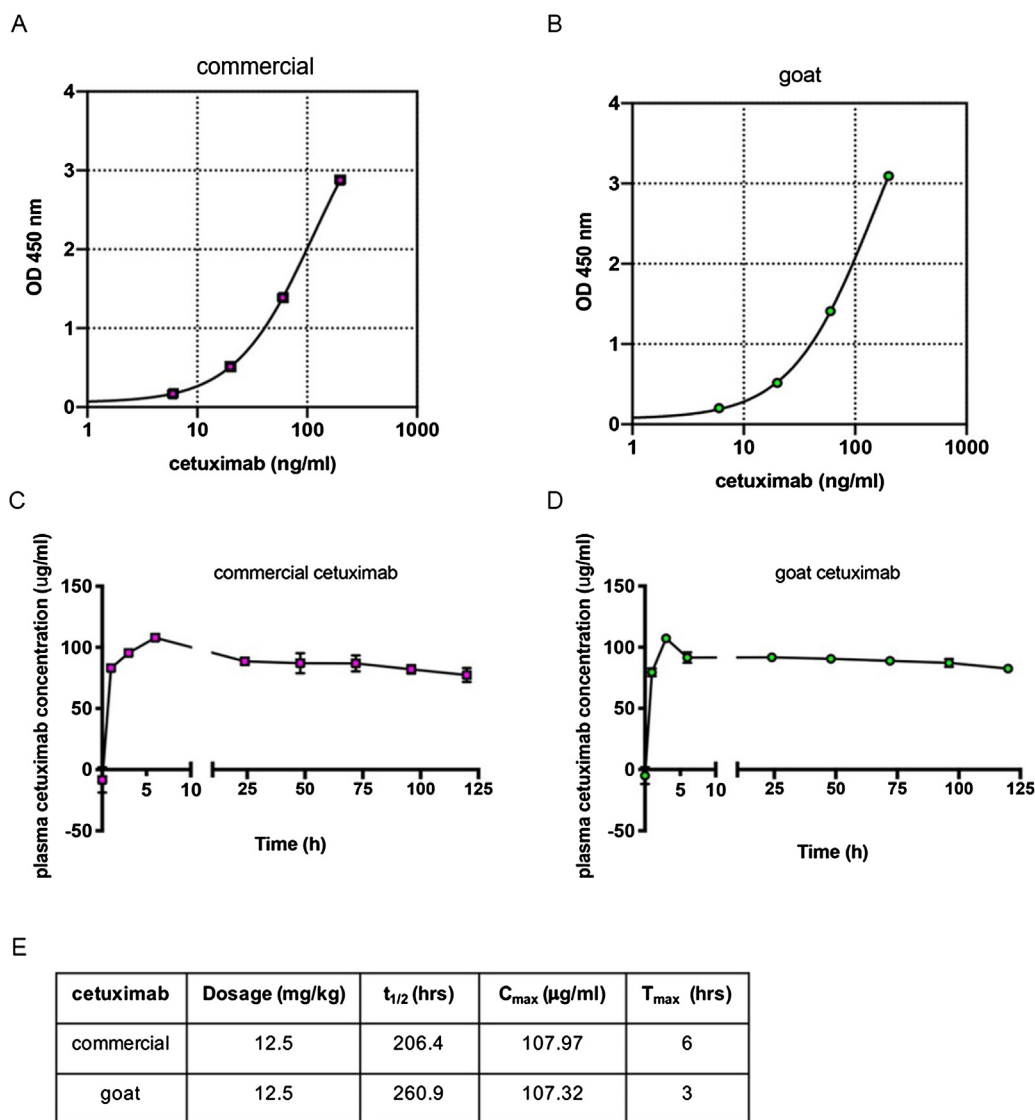 A
commercial
4
3
2
1
0
OD 450 nm
1 10 100 1000
cetuximab (ng/ml)
B
goat
4
3
2
1
0
OD 450 nm
1 10 100 1000
cetuximab (ng/ml)
C
commercial cetuximab
plasma cetuximab concentration (ug/ml)
150
100
50
0
-50
5 10 25 50 75 100 125
Time (h)
D
goat cetuximab
plasma cetuximab concentration (ug/ml)
150
100
50
0
-50
5 10 25 50 75 100 125
Time (h)
E
cetuximab Dosage (mg/kg) t1/2 (hrs) Cmax (μg/ml) Tmax (hrs)
commercial 12.5 206.4 107.97 6
goat 12.5 260.9 107.32 3